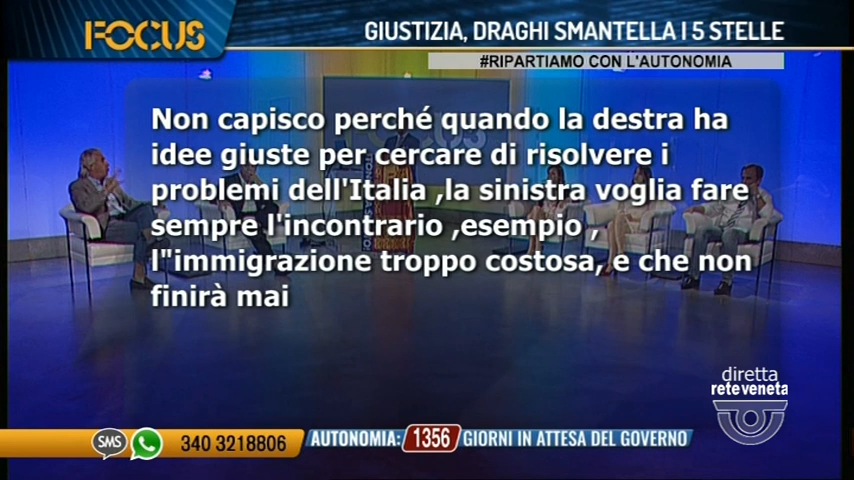 FOCUS
GIUSTIZIA, DRAGHI SMANTELLA I 5 STELLE
#RIPARTIAMO CON L'AUTONOMIA
Non capisco perché quando la destra ha
idee giuste per cercare di risolvere i
problemi dell'Italia ,la sinistra voglia fare
sempre l'incontrario ,esempio ,
l"immigrazione troppo costosa, e che non
finirà mai
diretta
reteveneta
SMS 340 3218806
AUTONOMIA: 1356 GIORNI IN ATTESA DEL GOVERNO